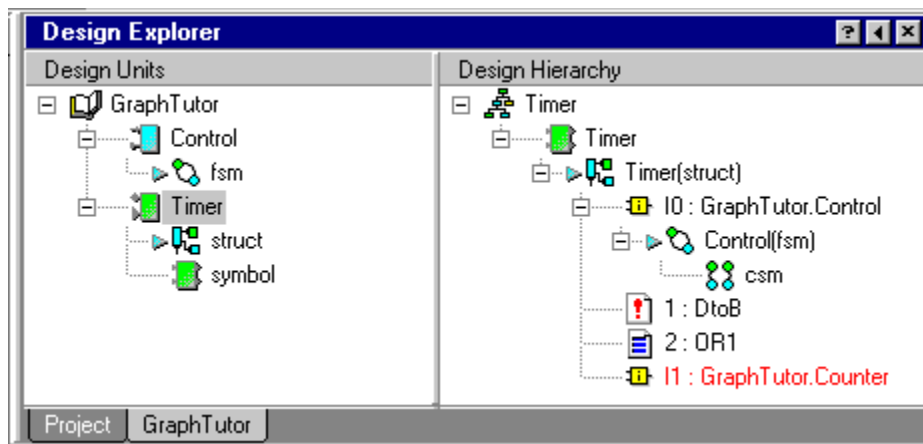 Design Explorer
Design Units
GraphTutor
Control
fsm
Timer
struct
symbol
Design Hierarchy
Timer
Timer
Timer(struct)
I0 : GraphTutor.Control
Control(fsm)
csm
1 : DtoB
2 : OR1
I1 : GraphTutor.Counter
Project
GraphTutor